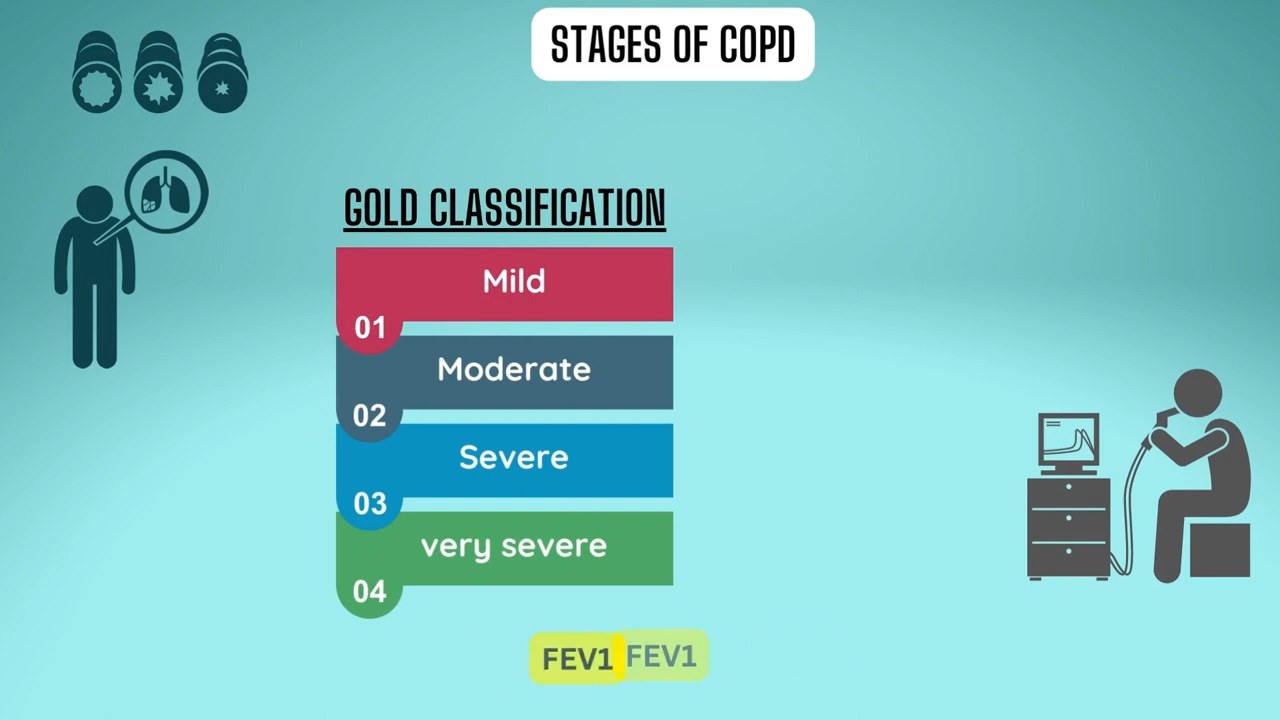 STAGES OF COPD
GOLD CLASSIFICATION
Mild
01
Moderate
02
Severe
03
very severe
04
FEV1 FEV1